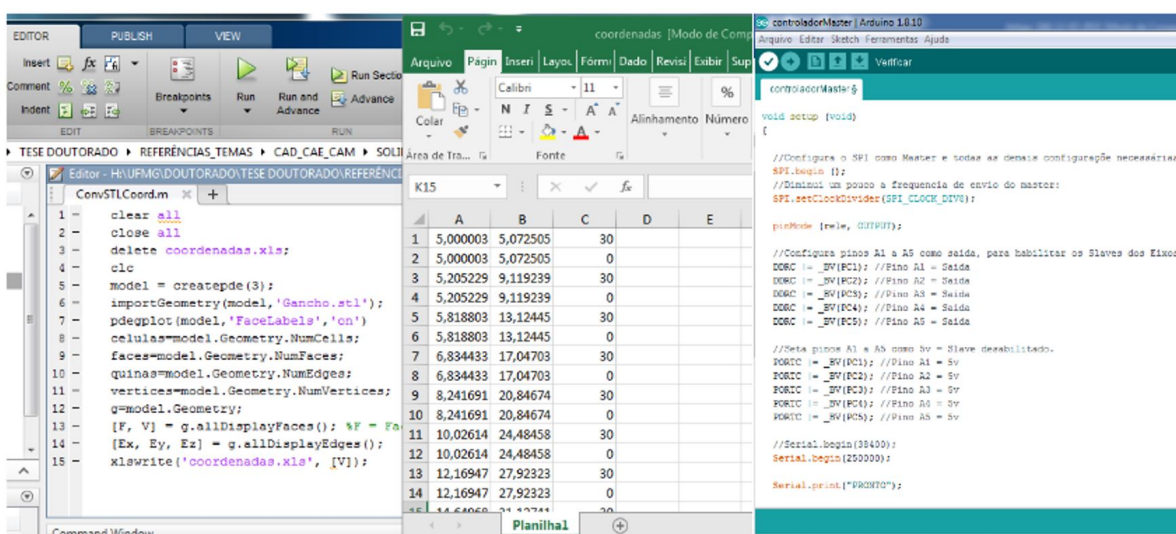 EDITOR PUBLISH VIEW
Insert fx
Comment %
Indent
Breakpoints Run Run and Advance Run Sectio
Advance
EDIT BREAKPOINTS RUN
TESE DOUTORADO REFERÊNCIAS_TEMAS CAD_CAE_CAM SOLI
Editor - H:\UFMG\DOUTORADO\TESE DOUTORADO\REFERÊNCI
ConvSTLCoord.m × +
1 - clear all
2 - close all
3 - delete coordenadas.xls;
4 - clc
5 - model = createpde(3);
6 - importGeometry(model,'Gancho.stl');
7 - pdegplot(model,'FaceLabels','on')
8 - celulas=model.Geometry.NumCells;
9 - faces=model.Geometry.NumFaces;
10 - quinas=model.Geometry.NumEdges;
11 - vertices=model.Geometry.NumVertices;
12 - g=model.Geometry;
13 - [F, V] = g.allDisplayFaces(); %F = Fac
14 - [Ex, Ey, Ez] = g.allDisplayEdges();
15 - xlswrite('coordenadas.xls', [V]);
Command Window
coordenadas [Modo de Comp
Arquivo Págin Inseri Layou Fórmu Dado Revisi Exibir Sup
Calibri 11
Colar N I S A A Alinhamento % Número
Área de Tra... Fonte
K15 fx
A B C D E
1 5,000003 5,072505 30
2 5,000003 5,072505 0
3 5,205229 9,119239 30
4 5,205229 9,119239 0
5 5,818803 13,12445 30
6 5,818803 13,12445 0
7 6,834433 17,04703 30
8 6,834433 17,04703 0
9 8,241691 20,84674 30
10 8,241691 20,84674 0
11 10,02614 24,48458 30
12 10,02614 24,48458 0
13 12,16947 27,92323 30
14 12,16947 27,92323 0
Planilha1
controladorMaster | Arduino 1.8.10
Arquivo Editar Sketch Ferramentas Ajuda
Verificar
controladorMaster §
void setup (void)
{
//Configura o SPI como Master e todas as demais configuraçõe necessárias
SPI.begin ();
//Diminui um pouco a frequencia de envio do master:
SPI.setClockDivider(SPI_CLOCK_DIV8);
pinMode (rele, OUTPUT);
//Configura pinos A1 a A5 como saida, para habilitar os Slaves dos Eixos
DDRC |= _BV(PC1); //Pino A1 = Saida
DDRC |= _BV(PC2); //Pino A2 = Saida
DDRC |= _BV(PC3); //Pino A3 = Saida
DDRC |= _BV(PC4); //Pino A4 = Saida
DDRC |= _BV(PC5); //Pino A5 = Saida
//Seta pinos A1 a A5 como 5v = Slave desabilitado.
PORTC |= _BV(PC1); //Pino A1 = 5v
PORTC |= _BV(PC2); //Pino A2 = 5v
PORTC |= _BV(PC3); //Pino A3 = 5v
PORTC |= _BV(PC4); //Pino A4 = 5v
PORTC |= _BV(PC5); //Pino A5 = 5v
//Serial.begin(38400);
Serial.begin(250000);
Serial.print("PRONTO");